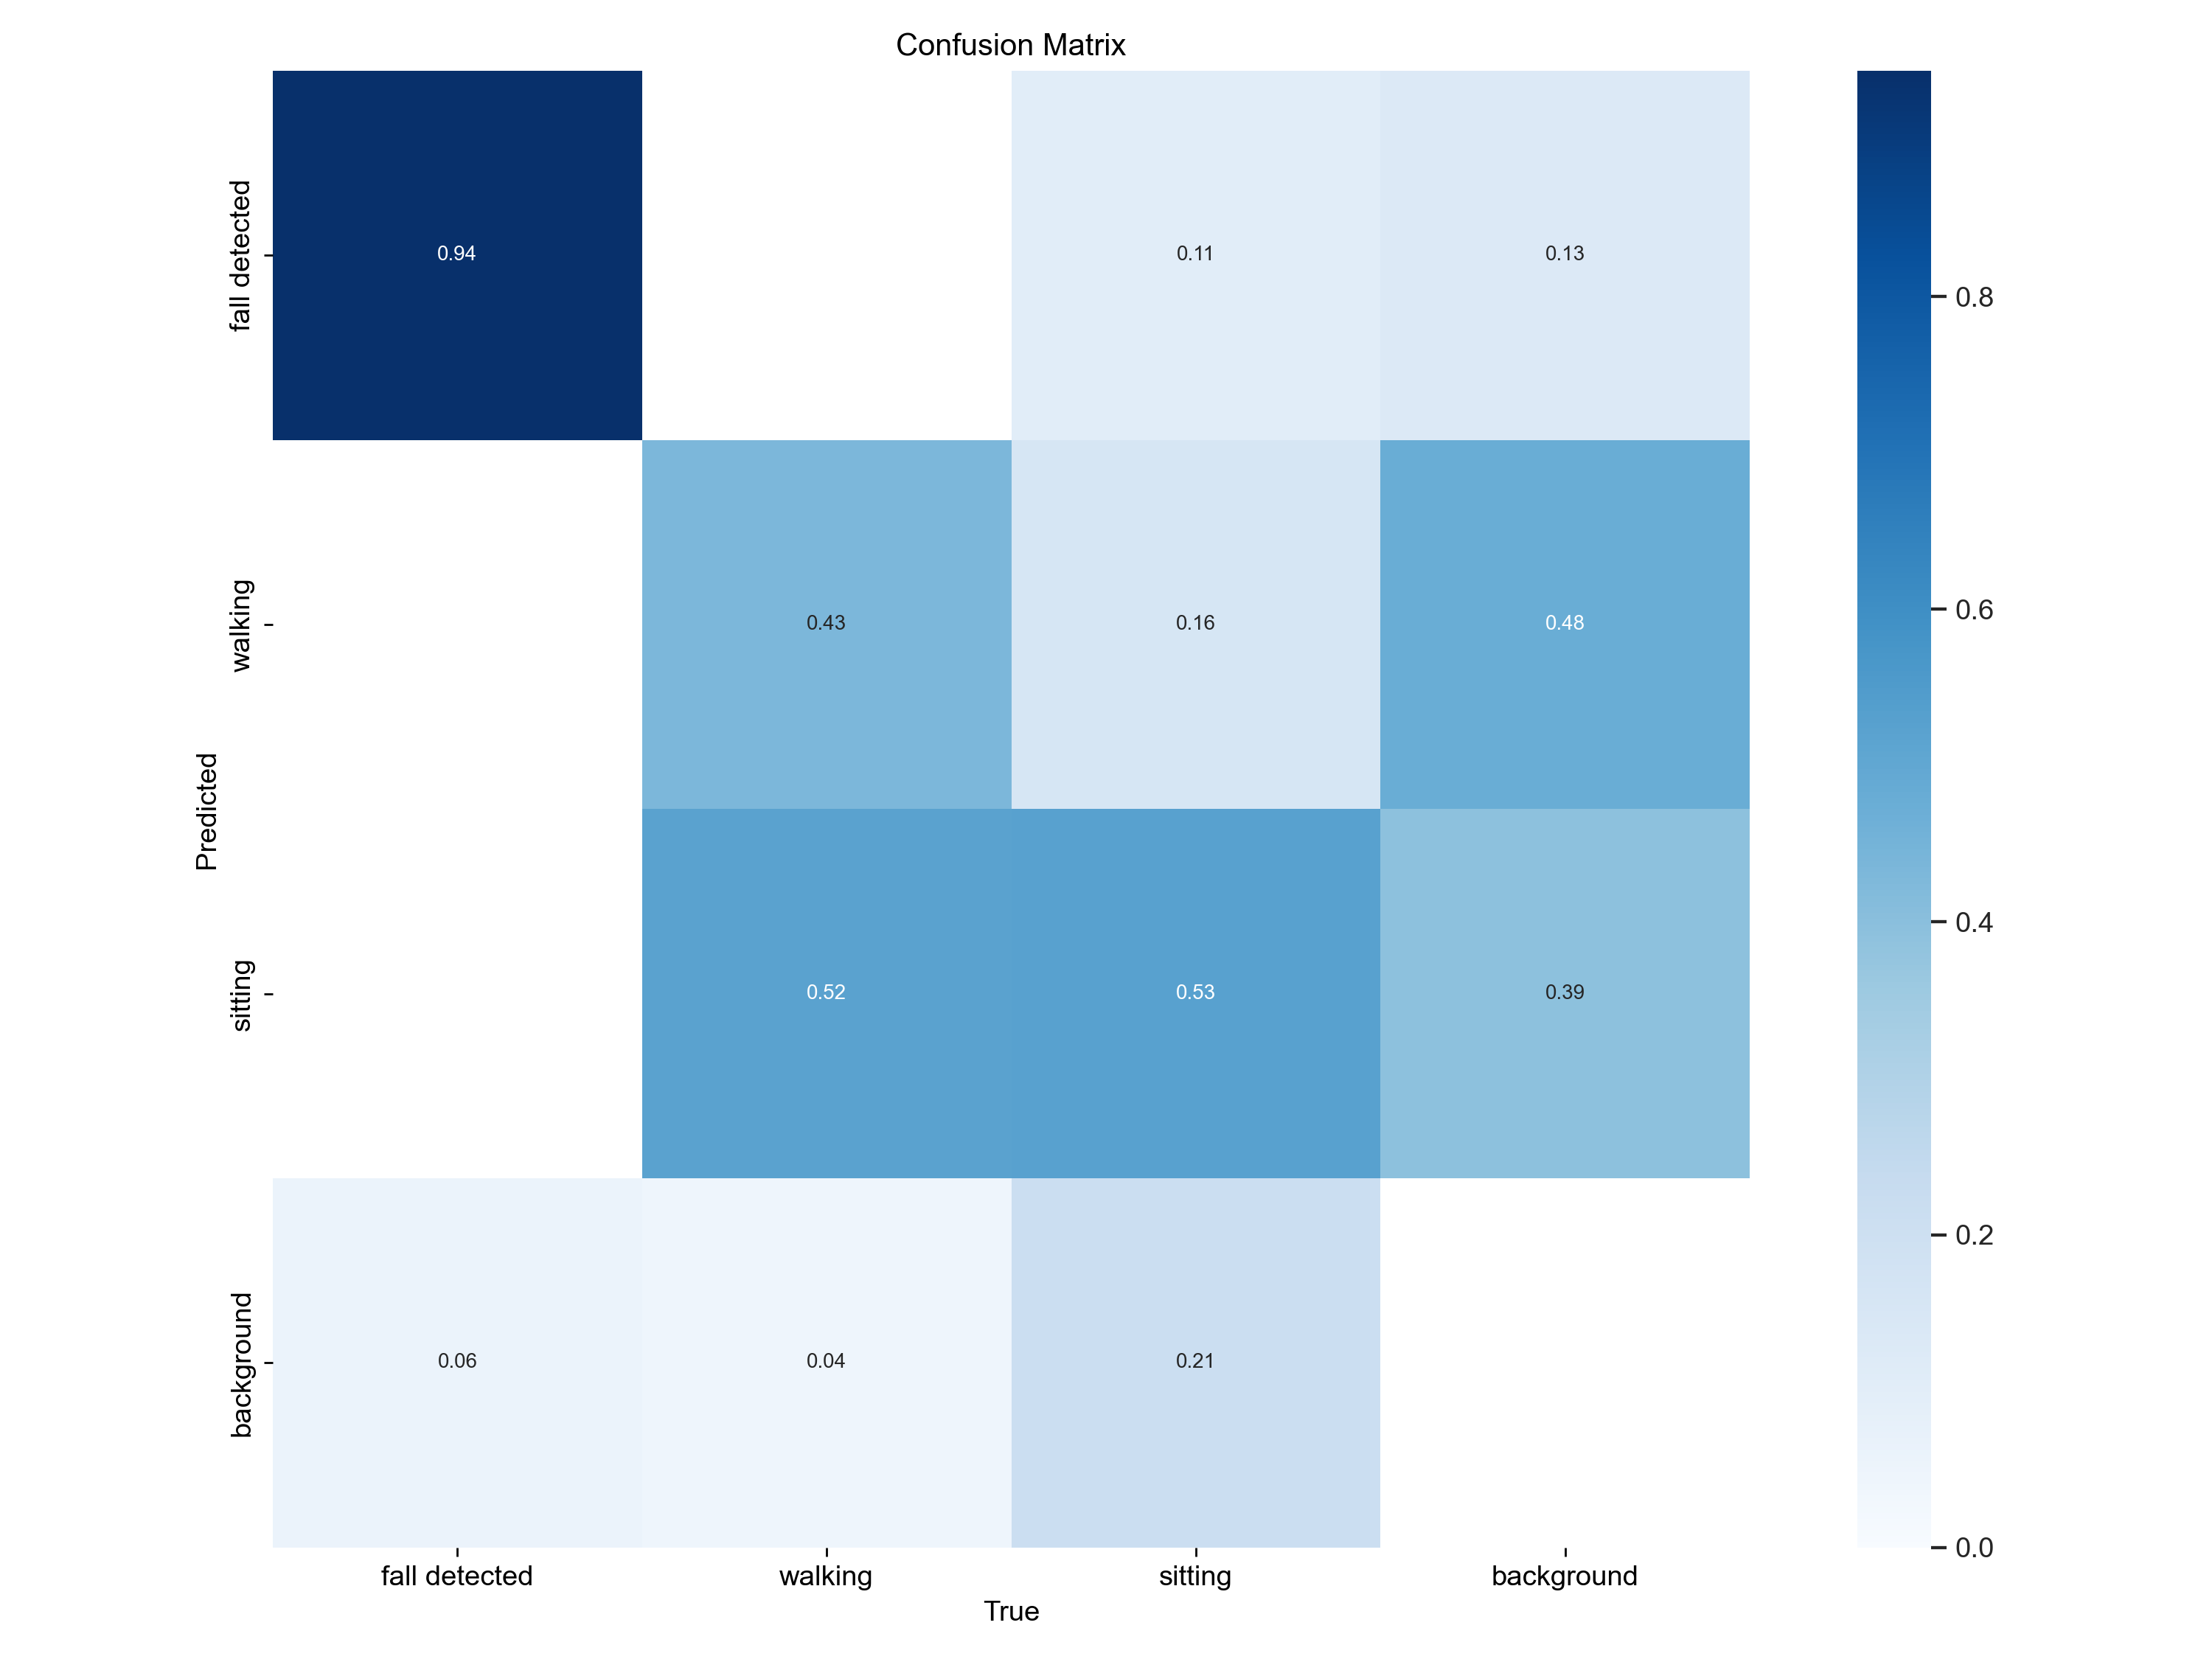 Confusion Matrix
fall detected
0.94
0.11
0.13
0.8
walking
0.43
0.16
0.48
0.6
Predicted
0.4
sitting
0.52
0.53
0.39
0.2
background
0.06
0.04
0.21
0.0
fall detected
walking
sitting
background
True